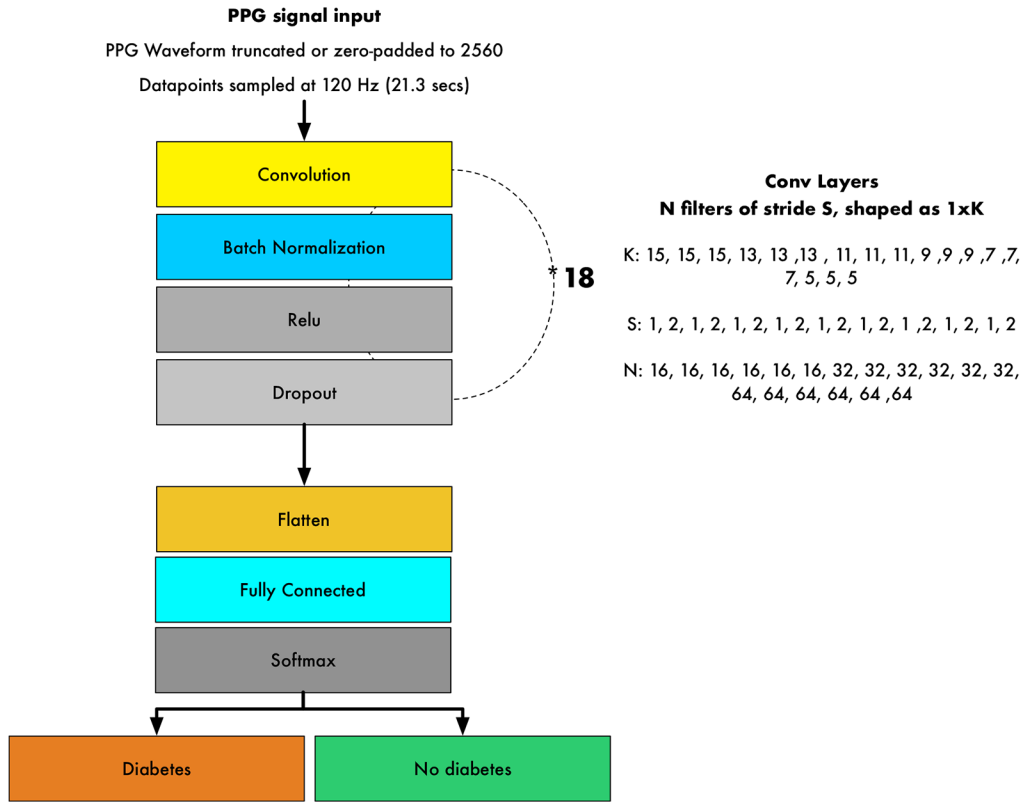 PPG signal input
PPG Waveform truncated or zero-padded to 2560
Datapoints sampled at 120 Hz (21.3 secs)
Convolution
Batch Normalization
Relu
Dropout
* 18
Conv Layers
N filters of stride S, shaped as 1xK
K: 15, 15, 15, 13, 13 ,13 , 11, 11, 11, 9 ,9 ,9 ,7 ,7,
7, 5, 5, 5
S: 1, 2, 1, 2, 1, 2, 1, 2, 1, 2, 1, 2, 1 ,2, 1, 2, 1, 2
N: 16, 16, 16, 16, 16, 16, 32, 32, 32, 32, 32, 32,
64, 64, 64, 64, 64 ,64
Flatten
Fully Connected
Softmax
Diabetes
No diabetes